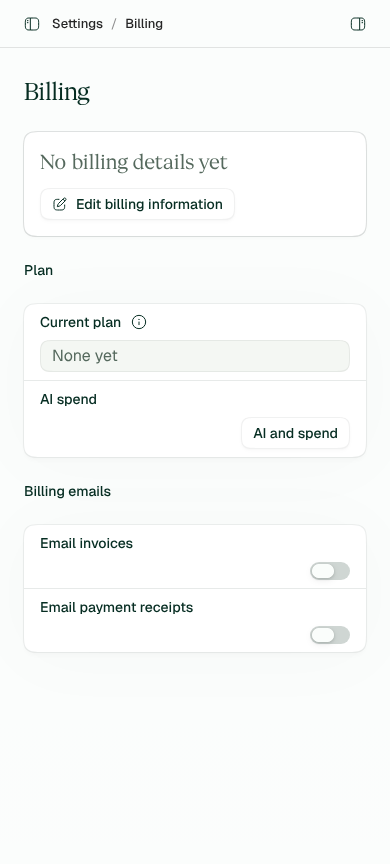 Settings / Billing
Billing
No billing details yet
Edit billing information
Plan
Current plan
None yet
AI spend
AI and spend
Billing emails
Email invoices
Email payment receipts